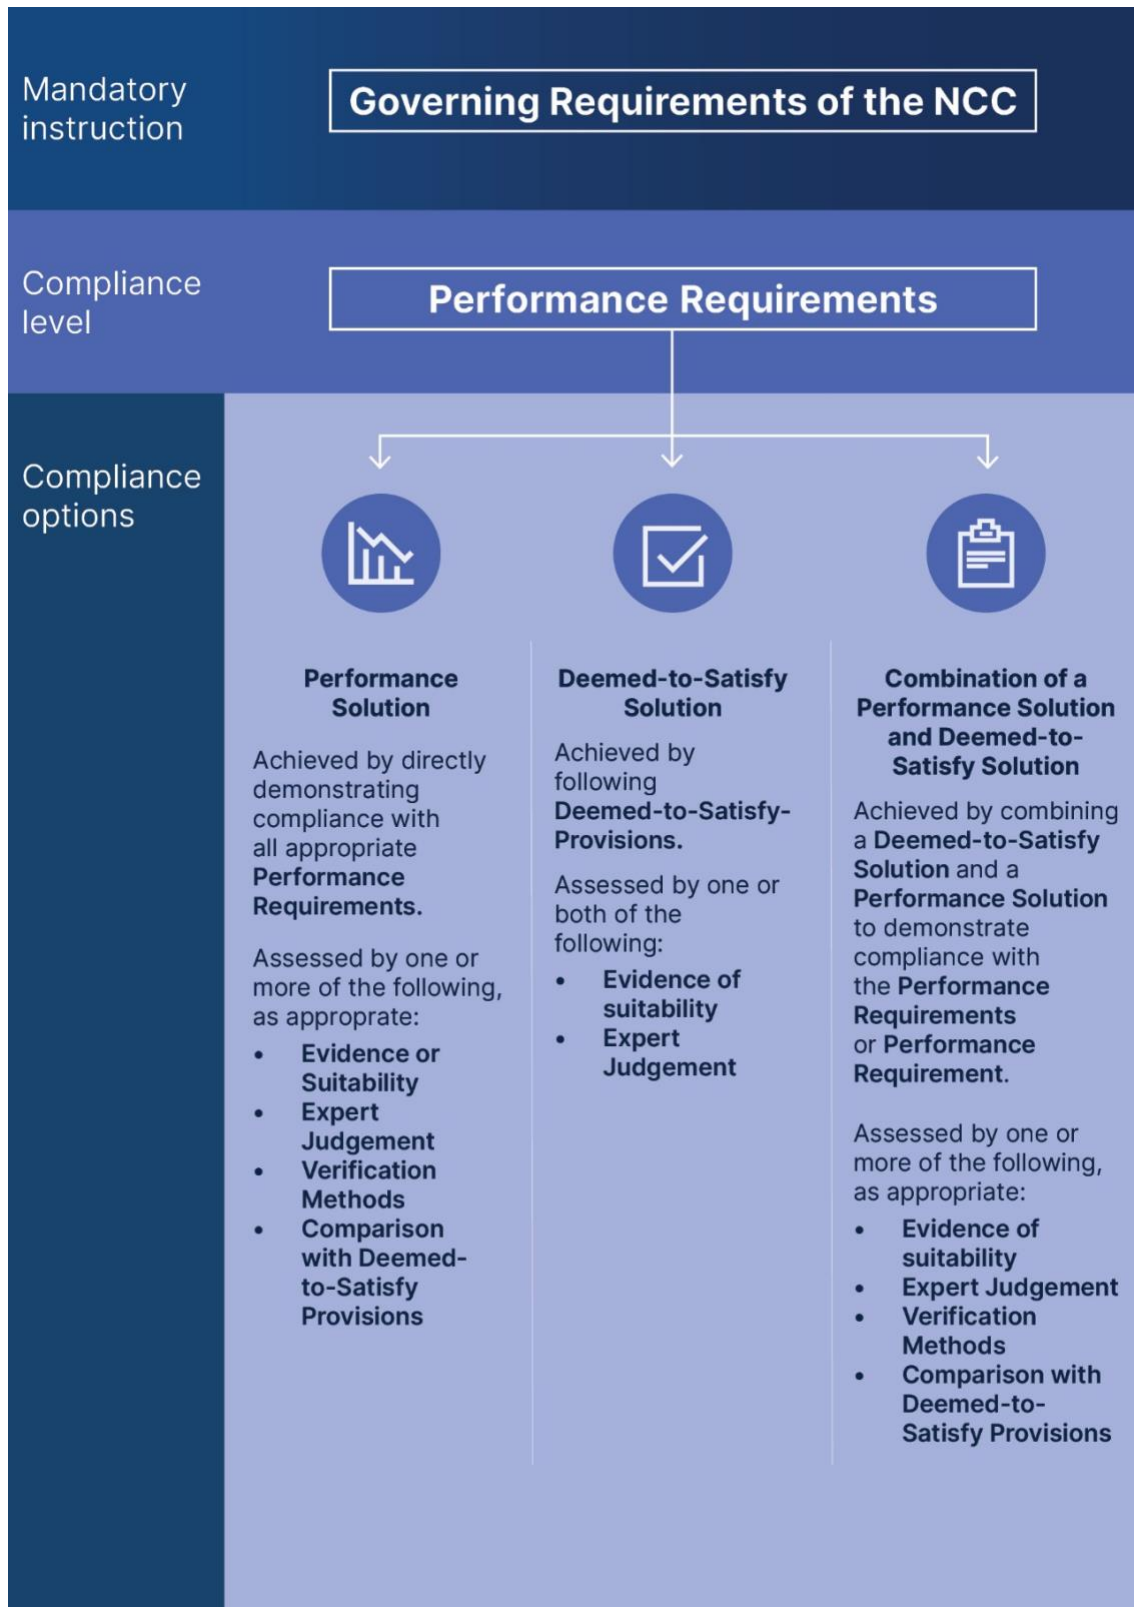 Mandatory
instruction
Governing Requirements of the NCC
Compliance
level
Performance Requirements
Compliance
options
Performance
Solution
Achieved by directly
demonstrating
compliance with
all appropriate
Performance
Requirements.
Assessed by one or
more of the following,
as approprate:
• Evidence or
Suitability
• Expert
Judgement
• Verification
Methods
• Comparison
with Deemed-
to-Satisfy
Provisions
Deemed-to-Satisfy
Solution
Achieved by
following
Deemed-to-Satisfy-
Provisions.
Assessed by one or
both of the
following:
• Evidence of
suitability
• Expert
Judgement
Combination of a
Performance Solution
and Deemed-to-
Satisfy Solution
Achieved by combining
a Deemed-to-Satisfy
Solution and a
Performance Solution
to demonstrate
compliance with
the Performance
Requirements
or Performance
Requirement.
Assessed by one or
more of the following,
as appropriate:
• Evidence of
suitability
• Expert Judgement
• Verification
Methods
• Comparison with
Deemed-to-
Satisfy Provisions